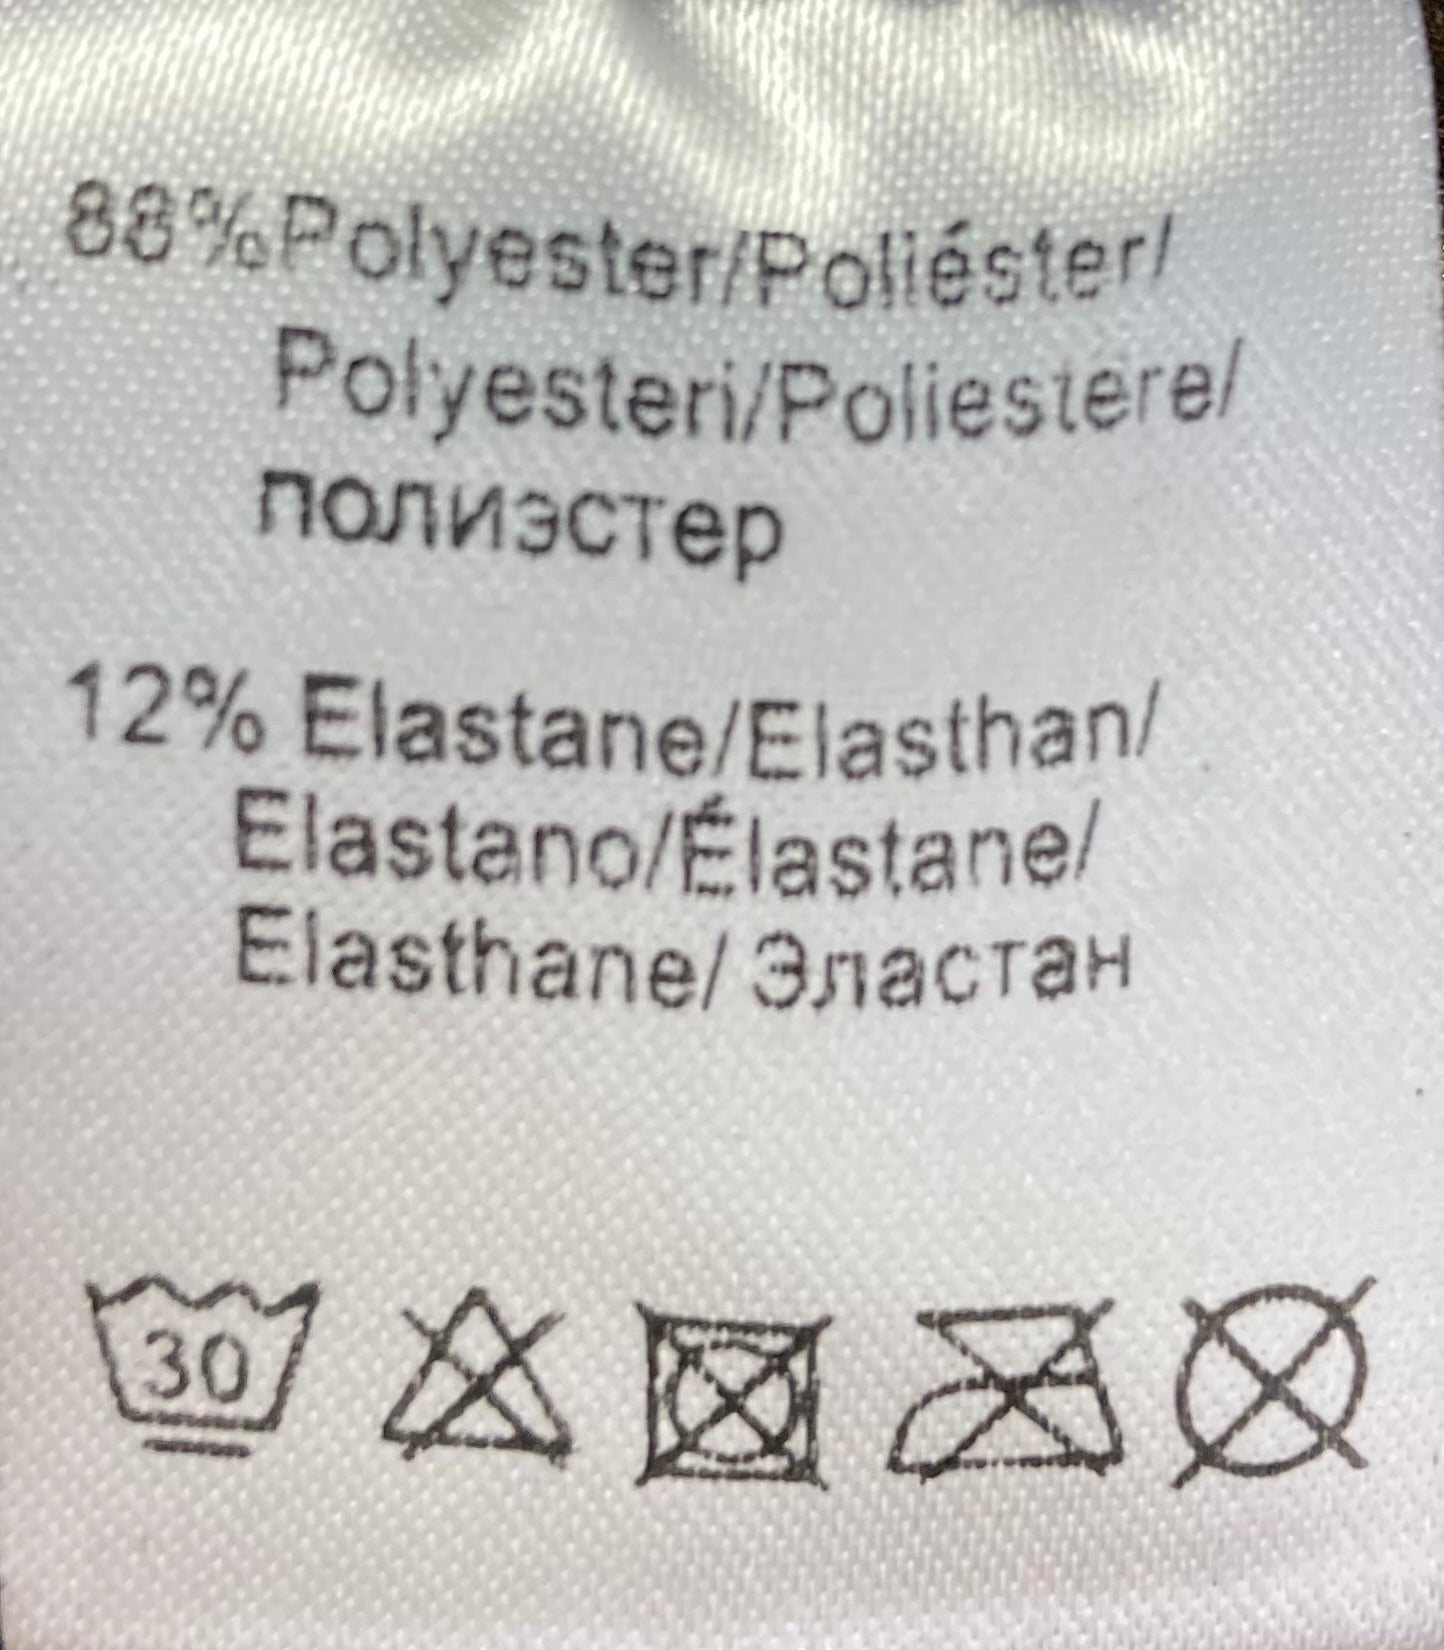 88%Polyester/Poliéster/
Polyesteri/Poliestere/
полиэстер
12% Elastane/Elasthan/
Elastano/Élastane/
Elasthane/ Эластан
30